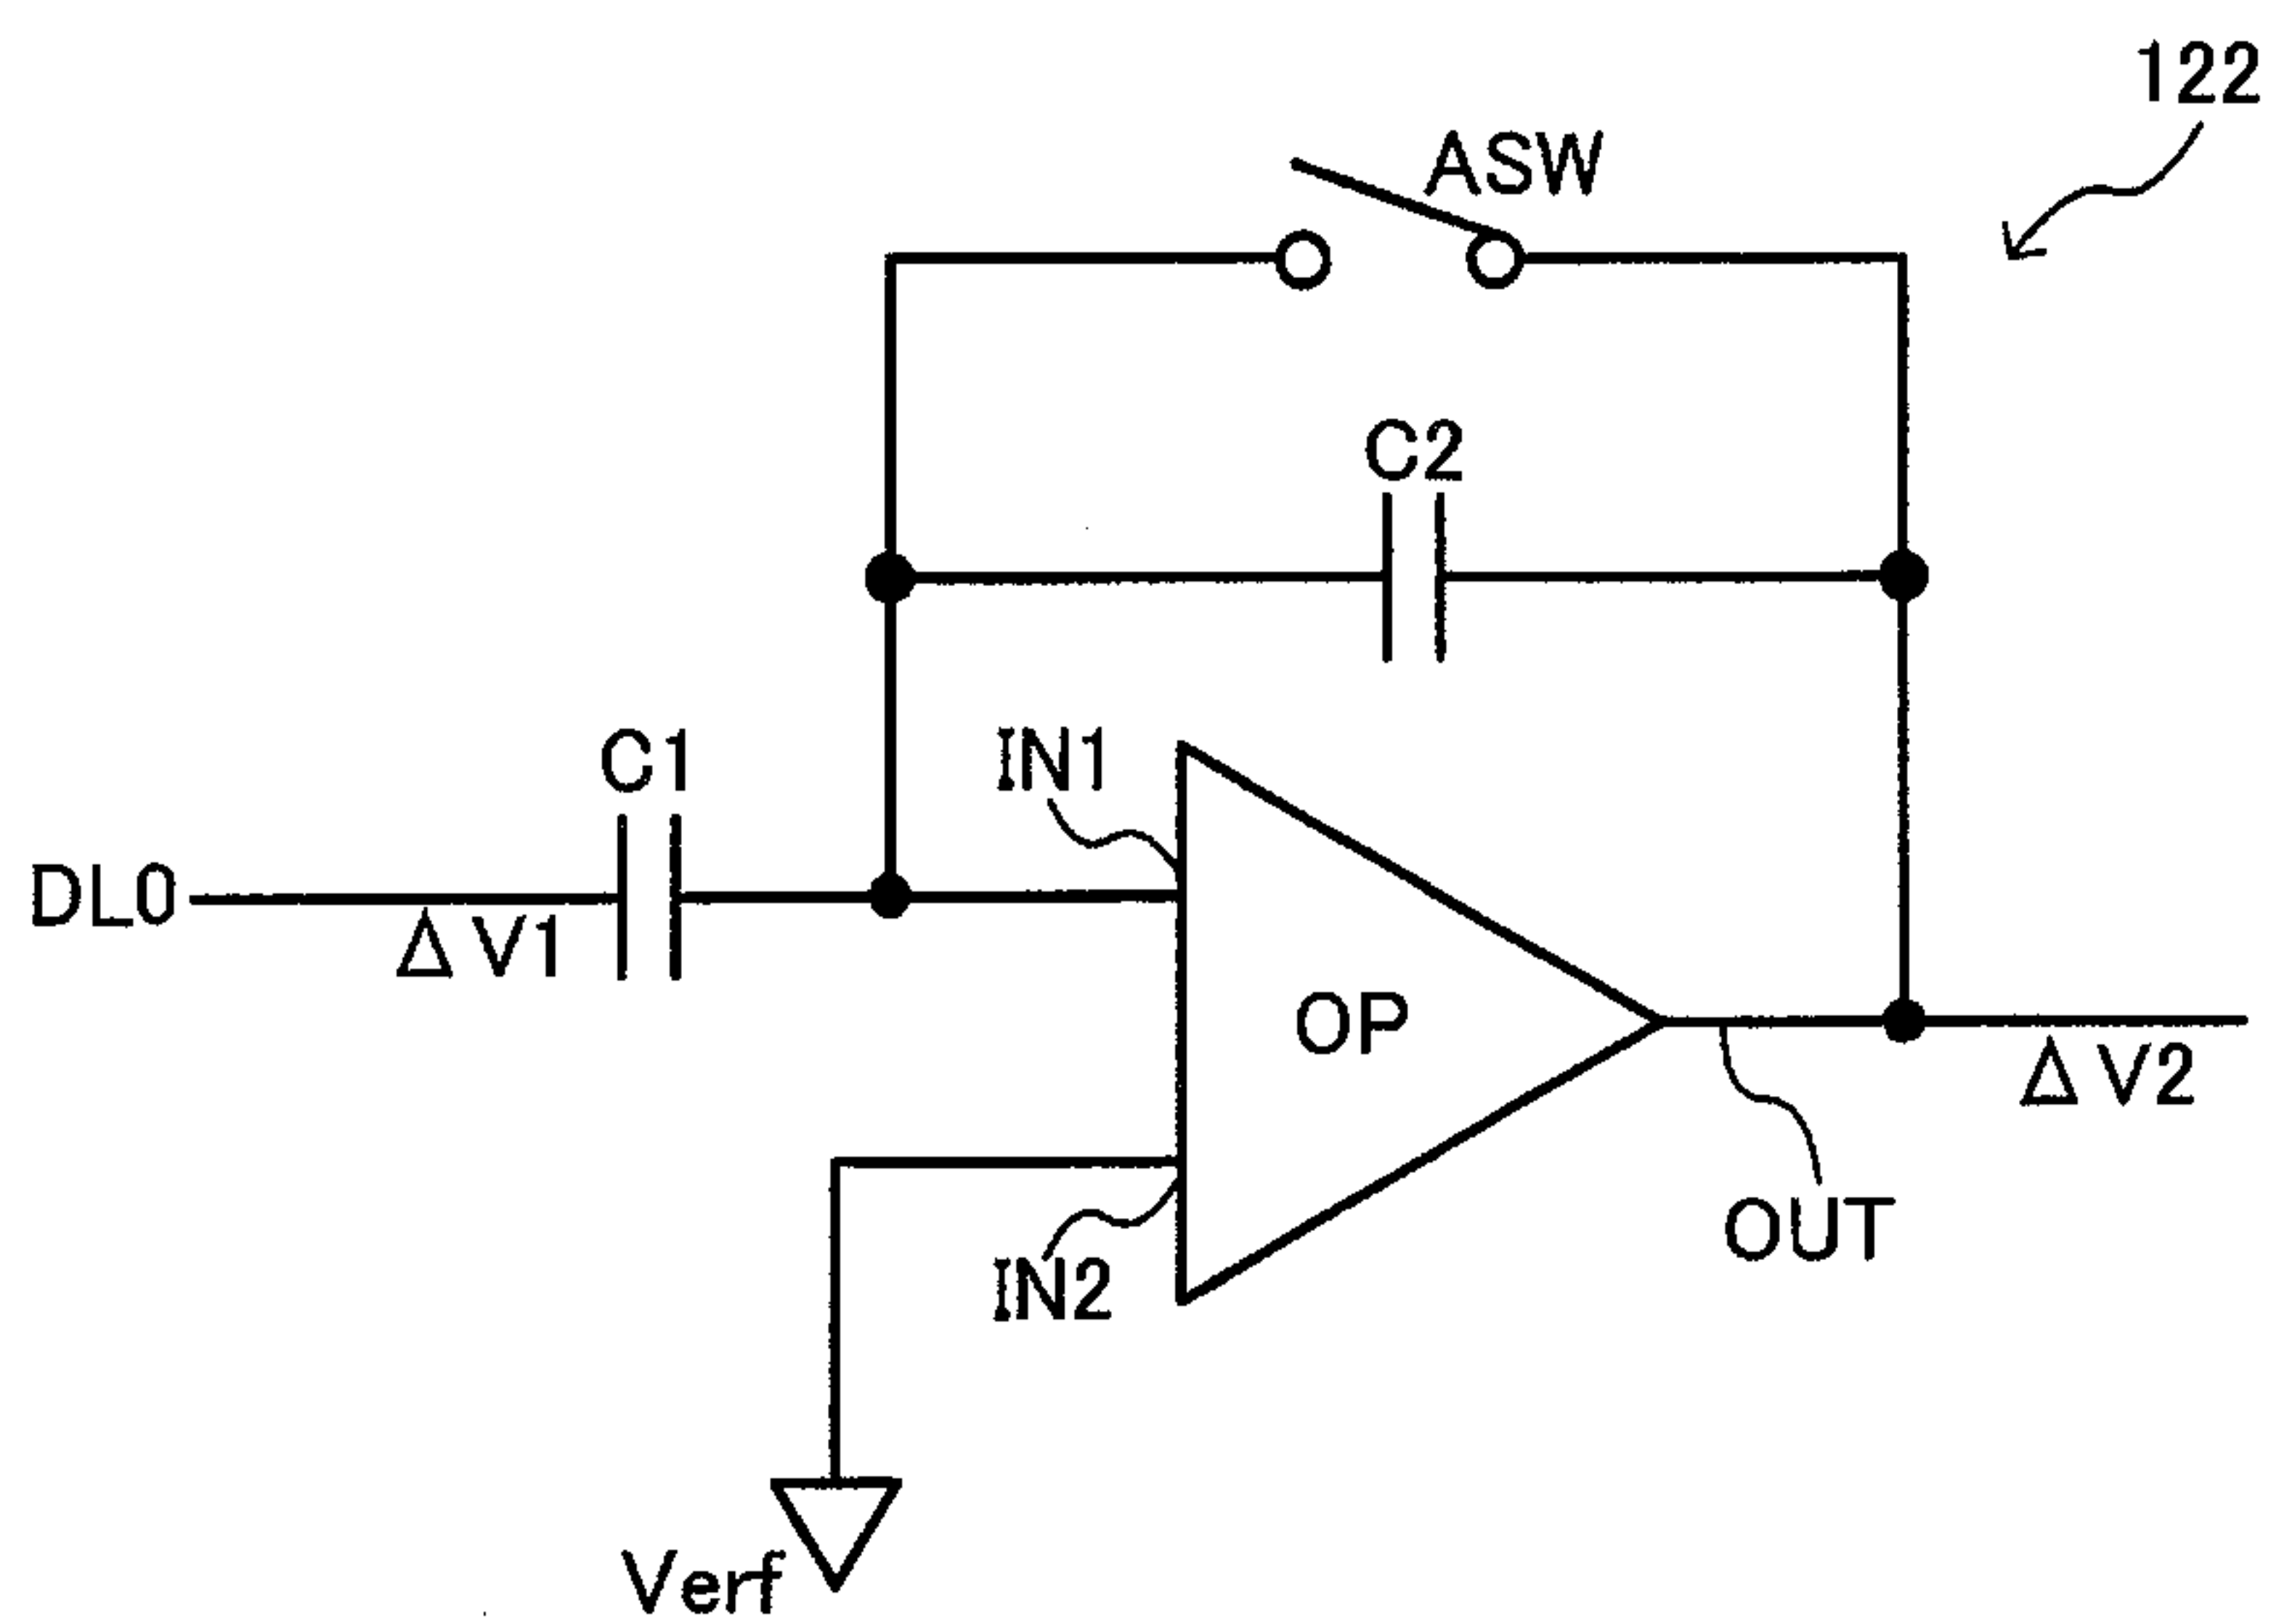 122
ASW
C2
C1
IN1
DL0
ΔV1
OP
ΔV2
OUT
IN2
Verf